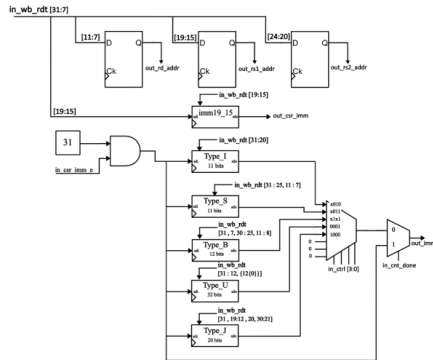 in_wb_rdt [31:7]
[11:7]
[19:15]
[24:20]
D Q
D Q
D Q
Ck
Ck
Ck
out_rd_addr
out_rs1_addr
out_rs2_addr
in_wb_rdt [19:15]
[19:15]
imm19_15
out_csr_imm
31
in_csr_imm_e
in_wb_rdt [31:20]
Type_I
11 bits
in_wb_rdt [31 : 25, 11 : 7]
Type_S
11 bits
in_wb_rdt
[31 , 7, 30 : 25, 11 : 8]
Type_B
12 bits
in_wb_rdt
[31 : 12, {12{0}}]
Type_U
32 bits
in_wb_rdt
[31 , 19:12 , 20, 30:21]
Type_J
20 bits
x010
x011
x1x1
0001
1000
0
0
0
in_ctrl [3:0]
0
1
out_imm
in_cnt_done